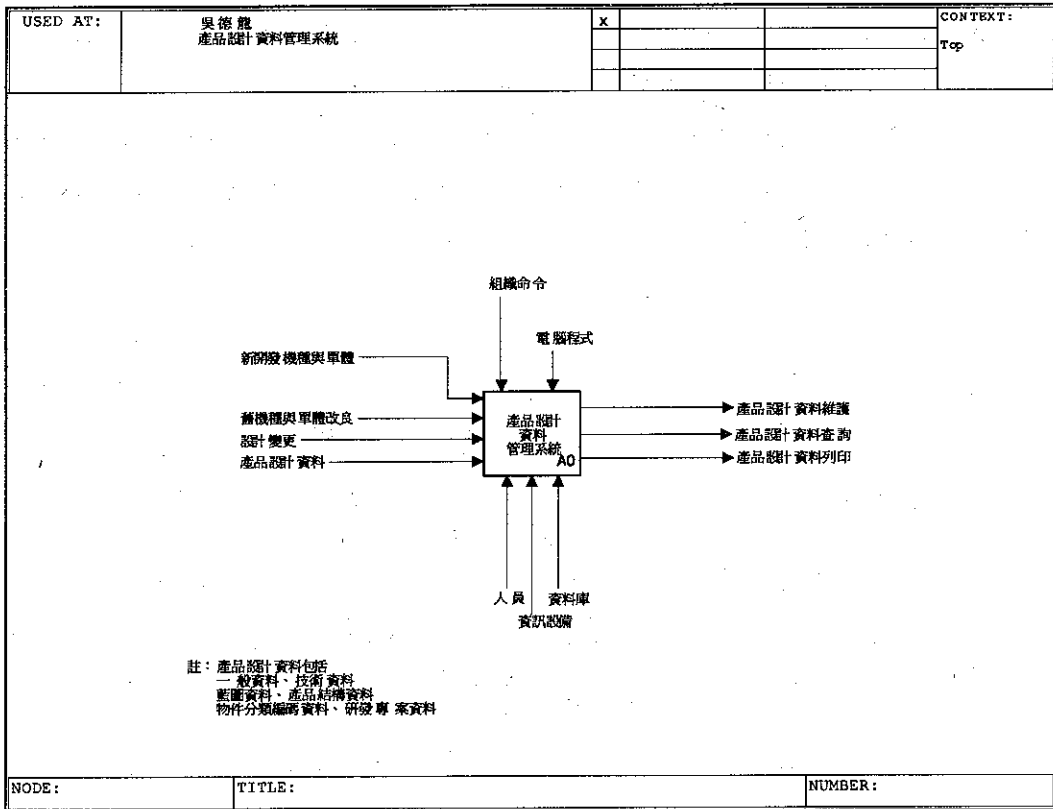 USED AT:
吳德龍
產品設計資料管理系統
X
CONTEXT:
Top
組織命令
電腦程式
新開發機種與單體
舊機種與單體改良
設計變更
產品設計資料
產品設計
資料
管理系統
A0
產品設計資料維護
產品設計資料查詢
產品設計資料列印
人員
資料庫
資訊設備
註：產品設計資料包括
一般資料、技術資料
藍圖資料、產品結構資料
物件分類編碼資料、研發專案資料
NODE:
TITLE:
NUMBER: